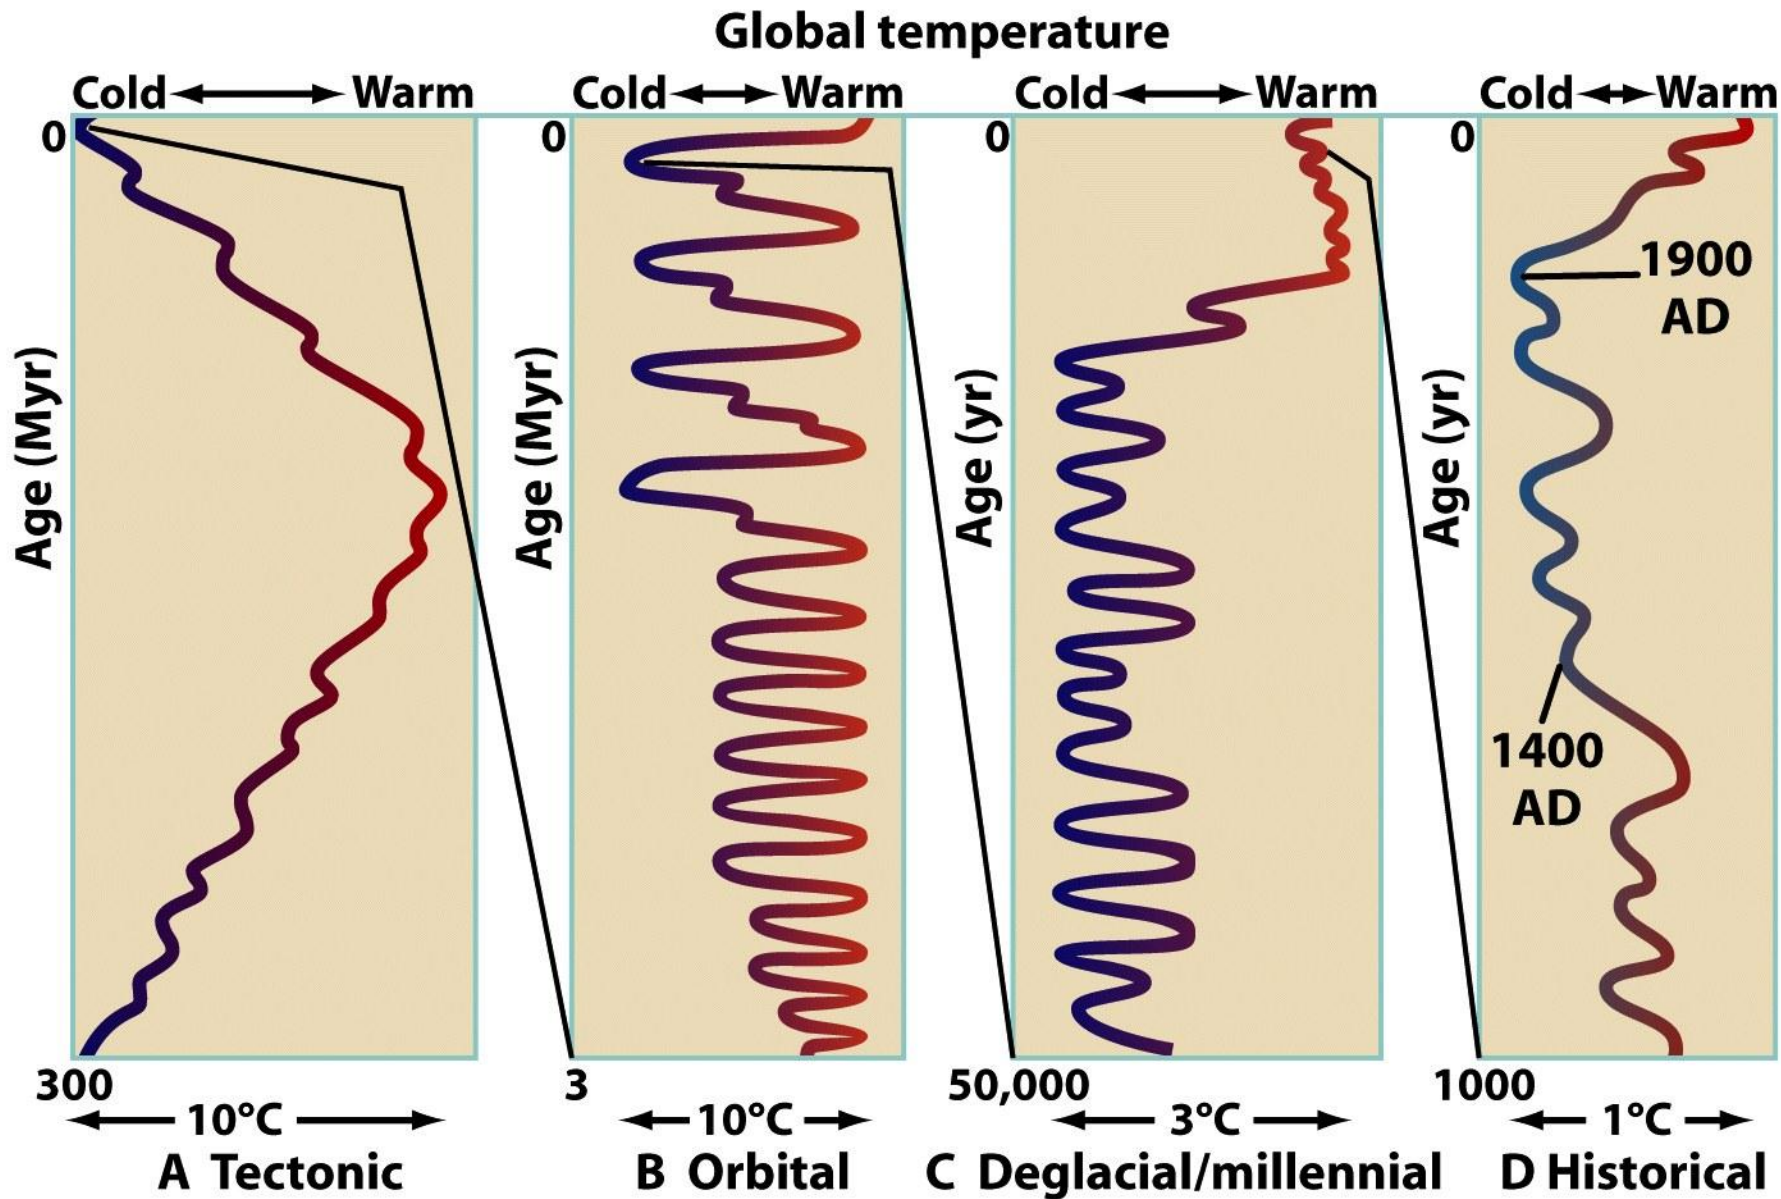 Global temperature
Cold Warm
Cold Warm
Cold Warm
Cold Warm
0
0
0
0
Age (Myr)
Age (Myr)
Age (yr)
Age (yr)
1900
AD
1400
AD
300
3
50,000
1000
10°C
10°C
3°C
1°C
A Tectonic
B Orbital
C Deglacial/millennial
D Historical